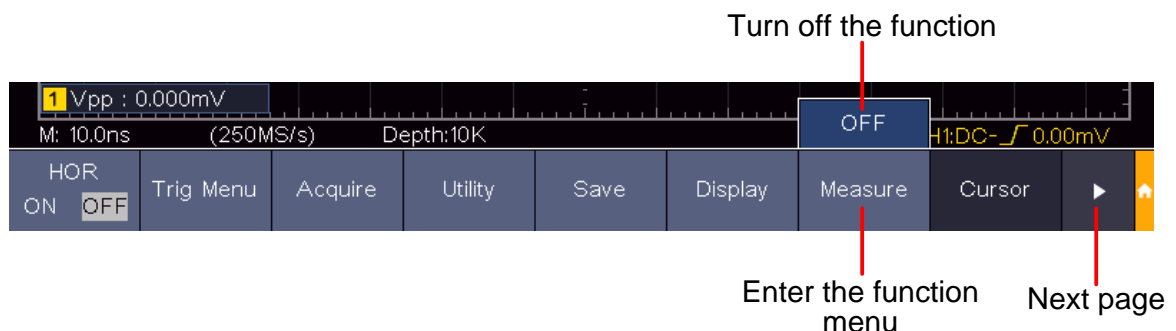 Turn off the function
1 Vpp : 0.000mV
M: 10.0ns (250MS/s) Depth:10K OFF H1:DC- 0.00mV
HOR
ON OFF Trig Menu Acquire Utility Save Display Measure Cursor
Enter the function
menu
Next page